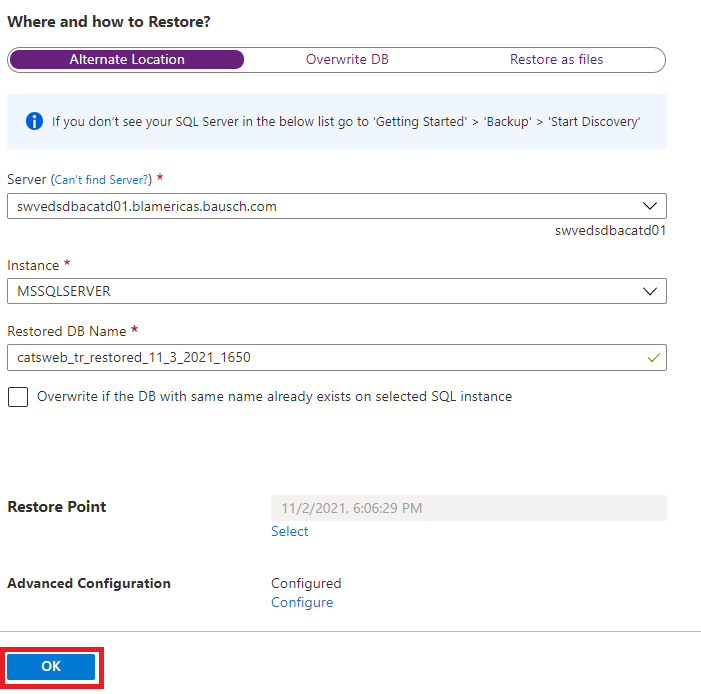 Where and how to Restore?
Alternate Location Overwrite DB Restore as files
If you don't see your SQL Server in the below list go to 'Getting Started' > 'Backup' > 'Start Discovery'
Server (Can't find Server?) *
swvedsdbacatd01.blamericas.bausch.com
swvedsdbacatd01
Instance *
MSSQLSERVER
Restored DB Name *
catsweb_tr_restored_11_3_2021_1650
Overwrite if the DB with same name already exists on selected SQL instance
Restore Point 11/2/2021, 6:06:29 PM
Select
Advanced Configuration Configured
Configure
OK